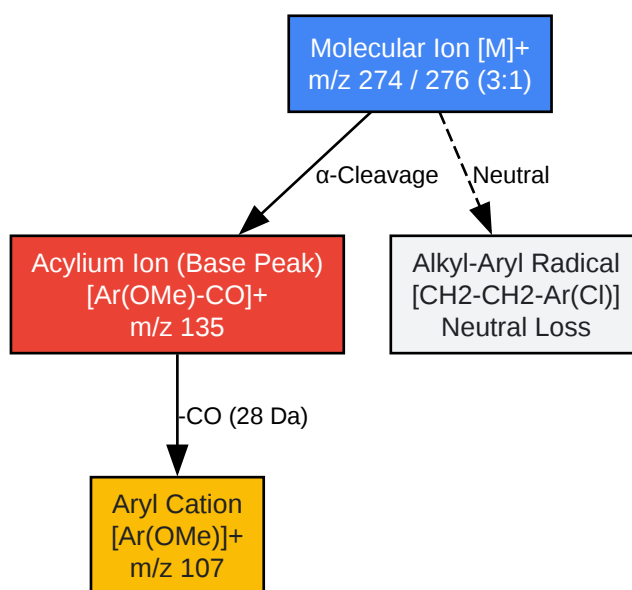 Molecular Ion [M]+
m/z 274 / 276 (3:1)
α-Cleavage
Neutral
Acylium Ion (Base Peak)
[Ar(OMe)-CO]+
m/z 135
Alkyl-Aryl Radical
[CH2-CH2-Ar(Cl)]
Neutral Loss
-CO (28 Da)
Aryl Cation
[Ar(OMe)]+
m/z 107